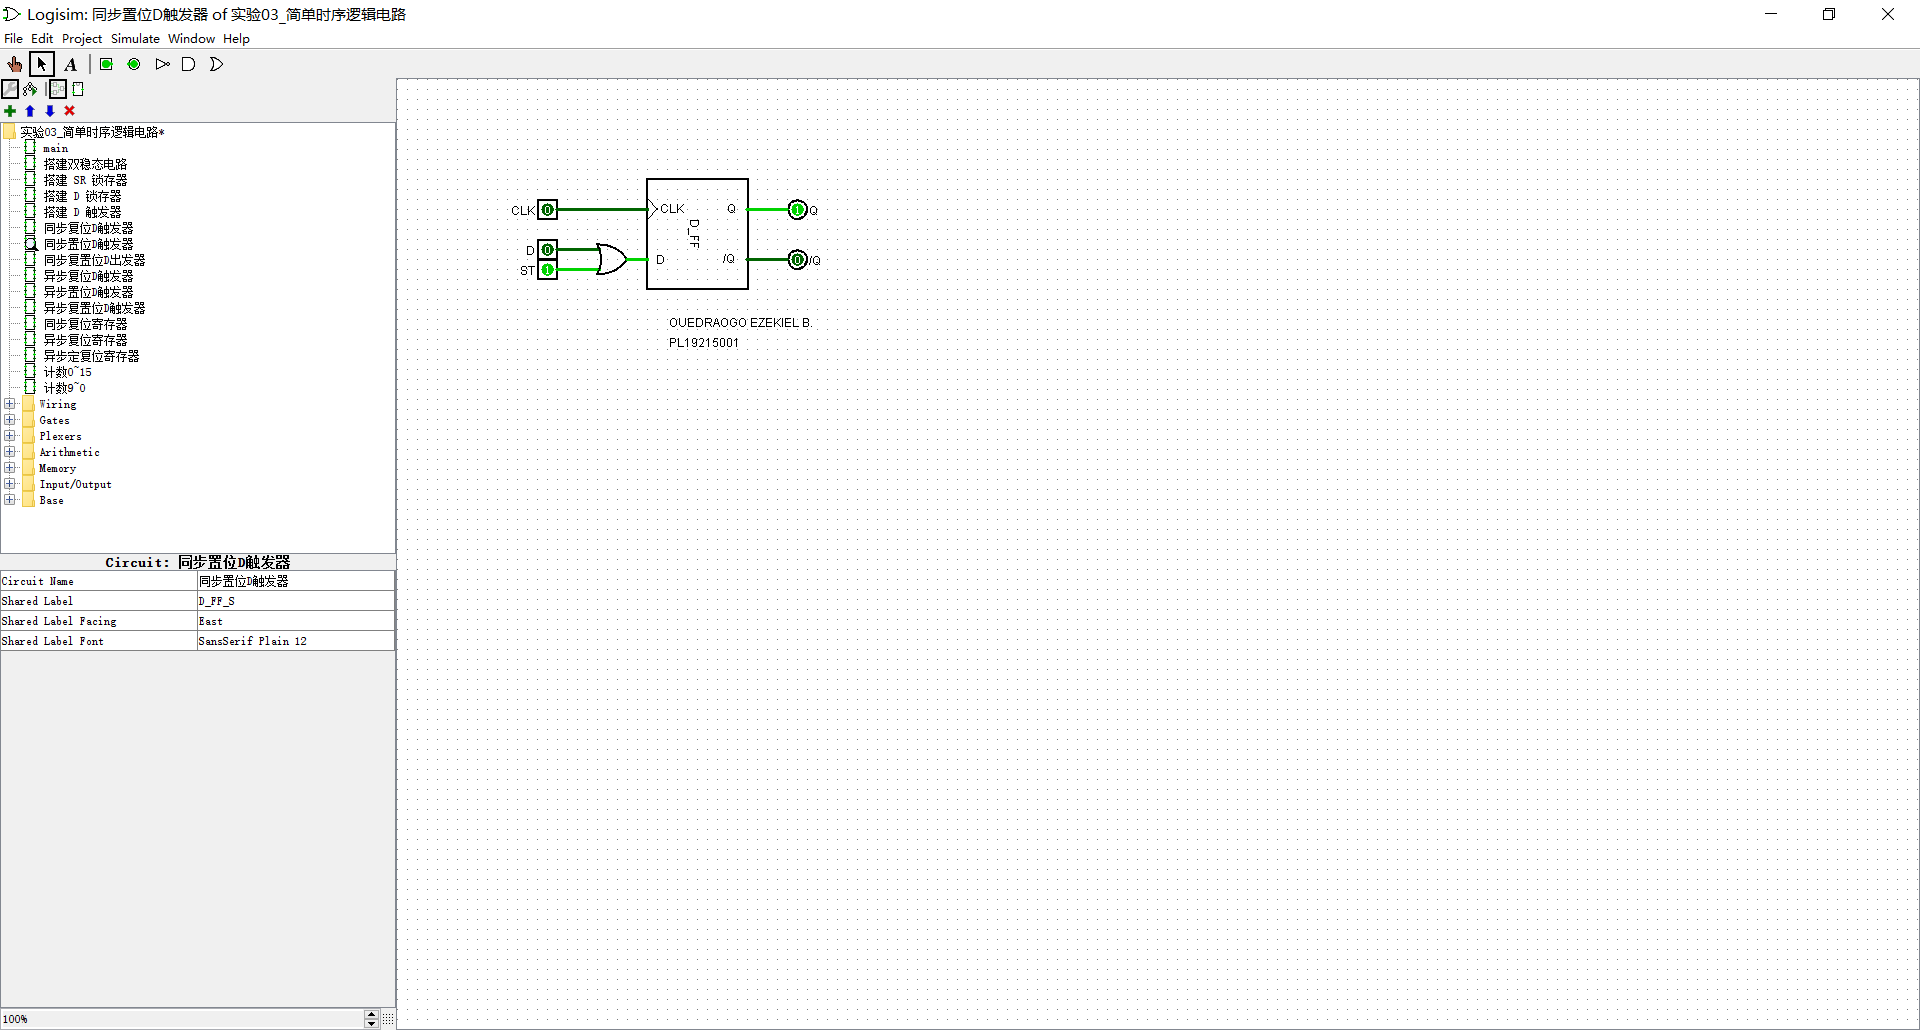 Logisim: 同步置位D触发器 of 实验03_简单时序逻辑电路
File Edit Project Simulate Window Help
A
实验03_简单时序逻辑电路*
main
搭建双稳态电路
搭建 SR 锁存器
搭建 D 锁存器
搭建 D 触发器
同步复位D触发器
同步置位D触发器
同步复置位D出发器
异步复位D触发器
异步置位D触发器
异步复置位D触发器
同步复位寄存器
异步复位寄存器
异步定复位寄存器
计数0~15
计数9~0
Wiring
Gates
Plexers
Arithmetic
Memory
Input/Output
Base
Circuit: 同步置位D触发器
Circuit Name 同步置位D触发器
Shared Label D_FF_S
Shared Label Facing East
Shared Label Font SansSerif Plain 12
100%
CLK 0 CLK Q 1 Q
D_FF
D 0
ST 1 D /Q 0 /Q
OUEDRAOGO EZEKIEL B.
PL19215001